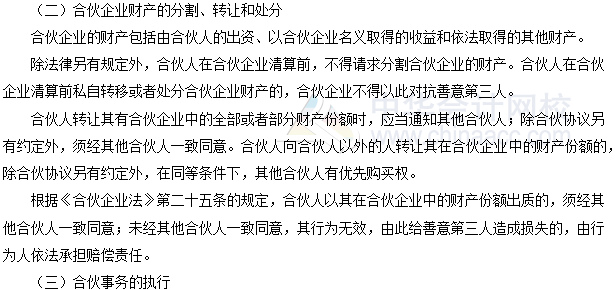 （二）合伙企业财产的分割、转让和处分
合伙企业的财产包括由合伙人的出资、以合伙企业名义取得的收益和依法取得的其他财产。
除法律另有规定外，合伙人在合伙企业清算前，不得请求分割合伙企业的财产。合伙人在合伙
企业清算前私自转移或者处分合伙企业财产的，合伙企业不得以此对抗善意第三人。
合伙人转让其有合伙企业中的全部或者部分财产份额时，应当通知其他合伙人；除合伙协议另
有约定外，须经其他合伙人一致同意。合伙人向合伙人以外的人转让其在合伙企业中的财产份额的，
除合伙协议另有约定外，在同等条件下，其他合伙人有优先购买权。
根据《合伙企业法》第二十五条的规定，合伙人以其在合伙企业中的财产份额出质的，须经其
他合伙人一致同意；未经其他合伙人一致同意，其行为无效，由此给善意第三人造成损失的，由行
为人依法承担赔偿责任。
（三）合伙事务的执行
中华会计网校
www.chinaacc.com